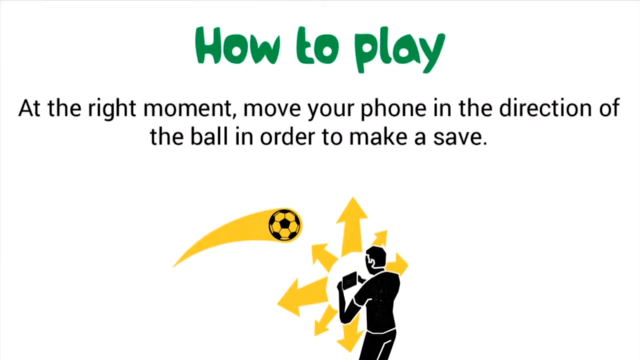 How to play
At the right moment, move your phone in the direction of
the ball in order to make a save.